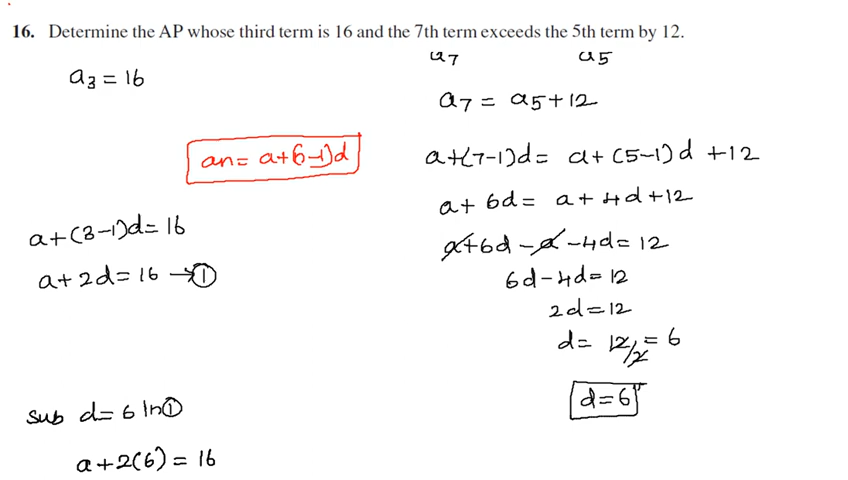 16. Determine the AP whose third term is 16 and the 7th term exceeds the 5th term by 12.
a7 a5
a3 = 16
a7 = a5+12
an = a+(n-1)d
a+(7-1)d = a+(5-1)d +12
a+6d = a+4d+12
a+(3-1)d = 16
a+6d-a-4d = 12
a+2d = 16 → ①
6d-4d = 12
2d = 12
d = 12/2 = 6
d = 6
Sub d = 6 in ①
a+2(6) = 16